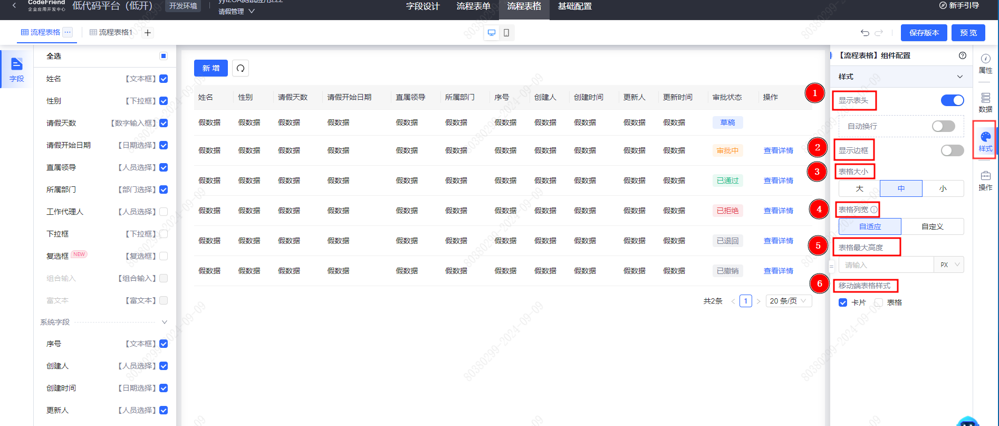 CodeFriend
企业应用开发中心
低代码平台（低开）
开发环境
yyizOA测试应用222
请假管理
字段设计
流程表单
流程表格
基础配置
新手引导
流程表格
流程表格1
保存版本
预 览
字段
全选
姓名 【文本框】
性别 【下拉框】
请假天数 【数字输入框】
请假开始日期 【日期选择】
直属领导 【人员选择】
所属部门 【部门选择】
工作代理人 【人员选择】
下拉框 【下拉框】
复选框 NEW 【复选框】
组合输入 【组合输入】
富文本 【富文本】
系统字段
序号 【文本框】
创建人 【人员选择】
创建时间 【日期选择】
更新人 【人员选择】
新 增
姓名 性别 请假天数 请假开始日期 直属领导 所属部门 序号 创建人 创建时间 更新人 更新时间 审批状态 操作
假数据 假数据 假数据 假数据 假数据 假数据 假数据 假数据 假数据 假数据 假数据 草稿
假数据 假数据 假数据 假数据 假数据 假数据 假数据 假数据 假数据 假数据 假数据 审批中 查看详情
假数据 假数据 假数据 假数据 假数据 假数据 假数据 假数据 假数据 假数据 假数据 已通过 查看详情
假数据 假数据 假数据 假数据 假数据 假数据 假数据 假数据 假数据 假数据 假数据 已拒绝 查看详情
假数据 假数据 假数据 假数据 假数据 假数据 假数据 假数据 假数据 假数据 假数据 已退回 查看详情
假数据 假数据 假数据 假数据 假数据 假数据 假数据 假数据 假数据 假数据 假数据 已撤销 查看详情
共2条 < 1 > 20 条/页
【流程表格】组件配置
样式
1 显示表头
自动换行
2 显示边框
3 表格大小
大 中 小
4 表格列宽
自适应 自定义
5 表格最大高度
请输入 PX
6 移动端表格样式
卡片 表格
属性
数据
样式
操作
80380299-2024-09-09